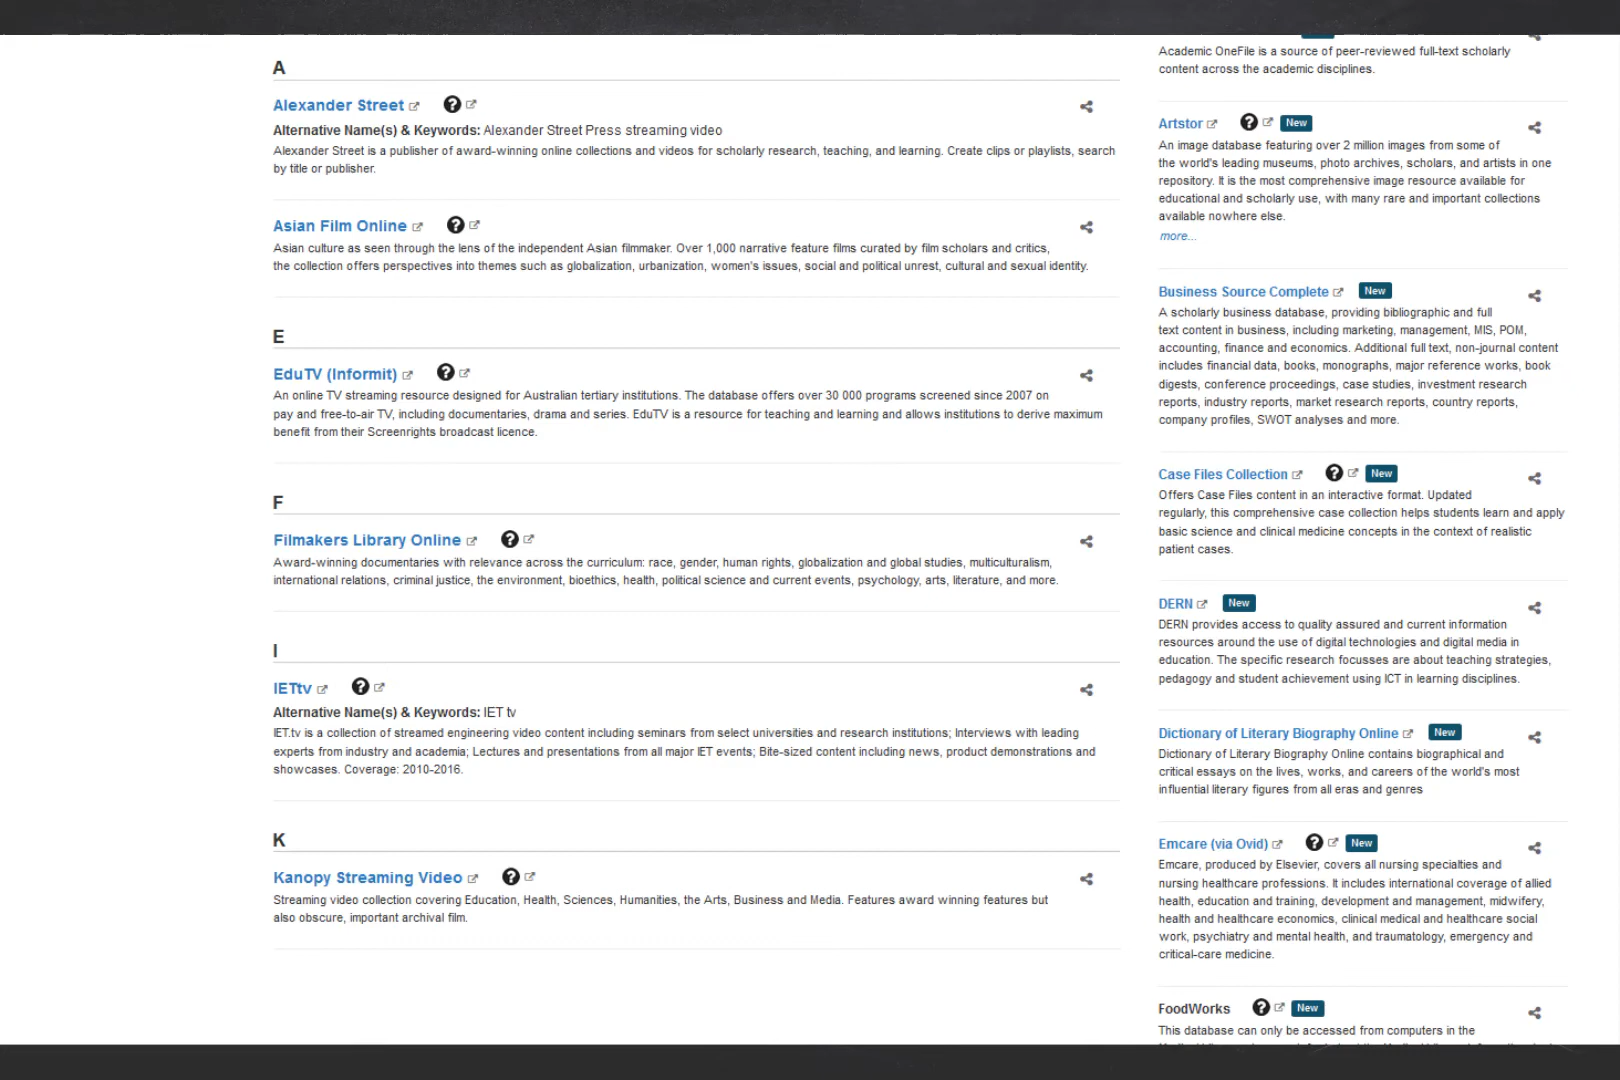 A
Alexander Street
Alternative Name(s) & Keywords: Alexander Street Press streaming video
Alexander Street is a publisher of award-winning online collections and videos for scholarly research, teaching, and learning. Create clips or playlists, search
by title or publisher.
Asian Film Online
Asian culture as seen through the lens of the independent Asian filmmaker. Over 1,000 narrative feature films curated by film scholars and critics,
the collection offers perspectives into themes such as globalization, urbanization, women's issues, social and political unrest, cultural and sexual identity.
E
EduTV (Informit)
An online TV streaming resource designed for Australian tertiary institutions. The database offers over 30 000 programs screened since 2007 on
pay and free-to-air TV, including documentaries, drama and series. EduTV is a resource for teaching and learning and allows institutions to derive maximum
benefit from their Screenrights broadcast licence.
F
Filmakers Library Online
Award-winning documentaries with relevance across the curriculum: race, gender, human rights, globalization and global studies, multiculturalism,
international relations, criminal justice, the environment, bioethics, health, political science and current events, psychology, arts, literature, and more.
I
IETtv
Alternative Name(s) & Keywords: IET tv
IET.tv is a collection of streamed engineering video content including seminars from select universities and research institutions; Interviews with leading
experts from industry and academia; Lectures and presentations from all major IET events; Bite-sized content including news, product demonstrations and
showcases. Coverage: 2010-2016.
K
Kanopy Streaming Video
Streaming video collection covering Education, Health, Sciences, Humanities, the Arts, Business and Media. Features award winning features but
also obscure, important archival film.
Academic OneFile is a source of peer-reviewed full-text scholarly
content across the academic disciplines.
Artstor New
An image database featuring over 2 million images from some of
the world's leading museums, photo archives, scholars, and artists in one
repository. It is the most comprehensive image resource available for
educational and scholarly use, with many rare and important collections
available nowhere else.
more...
Business Source Complete New
A scholarly business database, providing bibliographic and full
text content in business, including marketing, management, MIS, POM,
accounting, finance and economics. Additional full text, non-journal content
includes financial data, books, monographs, major reference works, book
digests, conference proceedings, case studies, investment research
reports, industry reports, market research reports, country reports,
company profiles, SWOT analyses and more.
Case Files Collection New
Offers Case Files content in an interactive format. Updated
regularly, this comprehensive case collection helps students learn and apply
basic science and clinical medicine concepts in the context of realistic
patient cases.
DERN New
DERN provides access to quality assured and current information
resources around the use of digital technologies and digital media in
education. The specific research focusses are about teaching strategies,
pedagogy and student achievement using ICT in learning disciplines.
Dictionary of Literary Biography Online New
Dictionary of Literary Biography Online contains biographical and
critical essays on the lives, works, and careers of the world's most
influential literary figures from all eras and genres
Emcare (via Ovid) New
Emcare, produced by Elsevier, covers all nursing specialties and
nursing healthcare professions. It includes international coverage of allied
health, education and training, development and management, midwifery,
health and healthcare economics, clinical medical and healthcare social
work, psychiatry and mental health, and traumatology, emergency and
critical-care medicine.
FoodWorks New
This database can only be accessed from computers in the